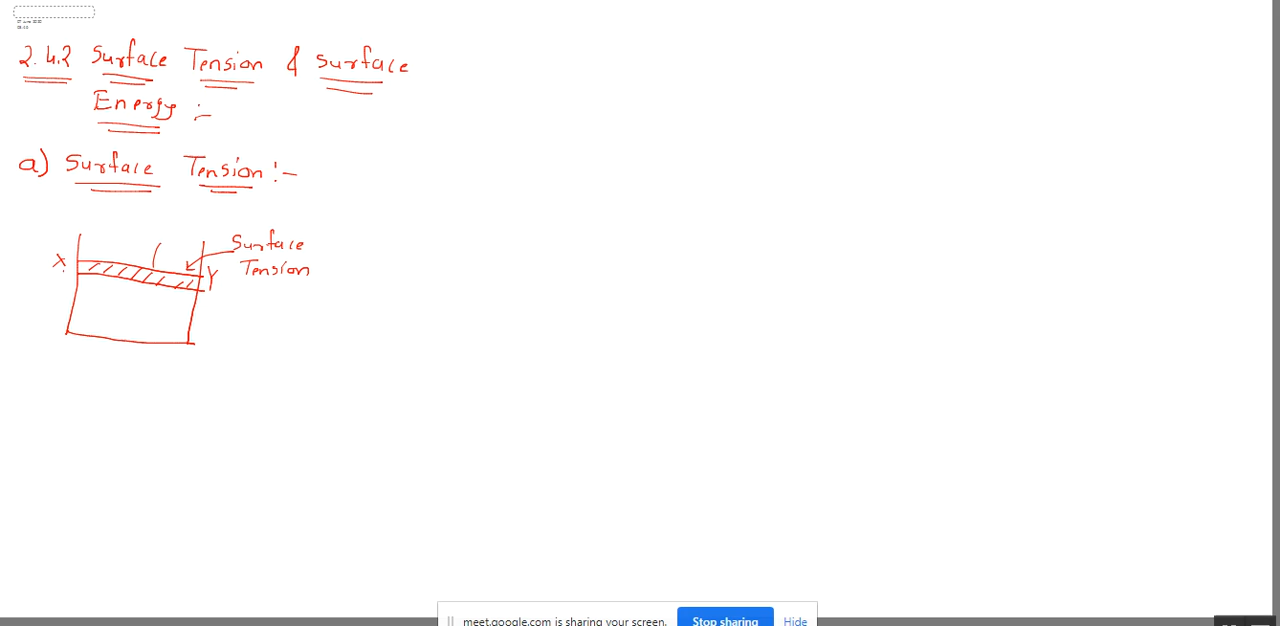 2.4.2 Surface Tension & Surface
Energy :-
a) Surface Tension :-
Surface
Tension
X
Y
meet.google.com is sharing your screen.
Stop sharing
Hide